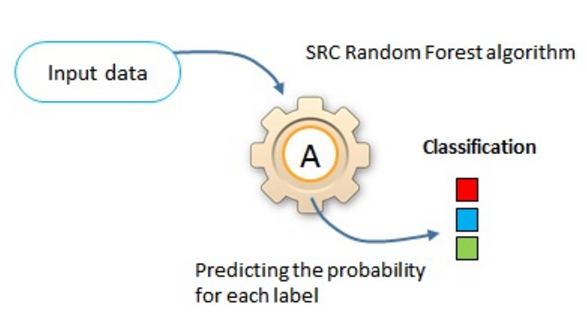 Input data
SRC Random Forest algorithm
A
Classification
Predicting the probability
for each label